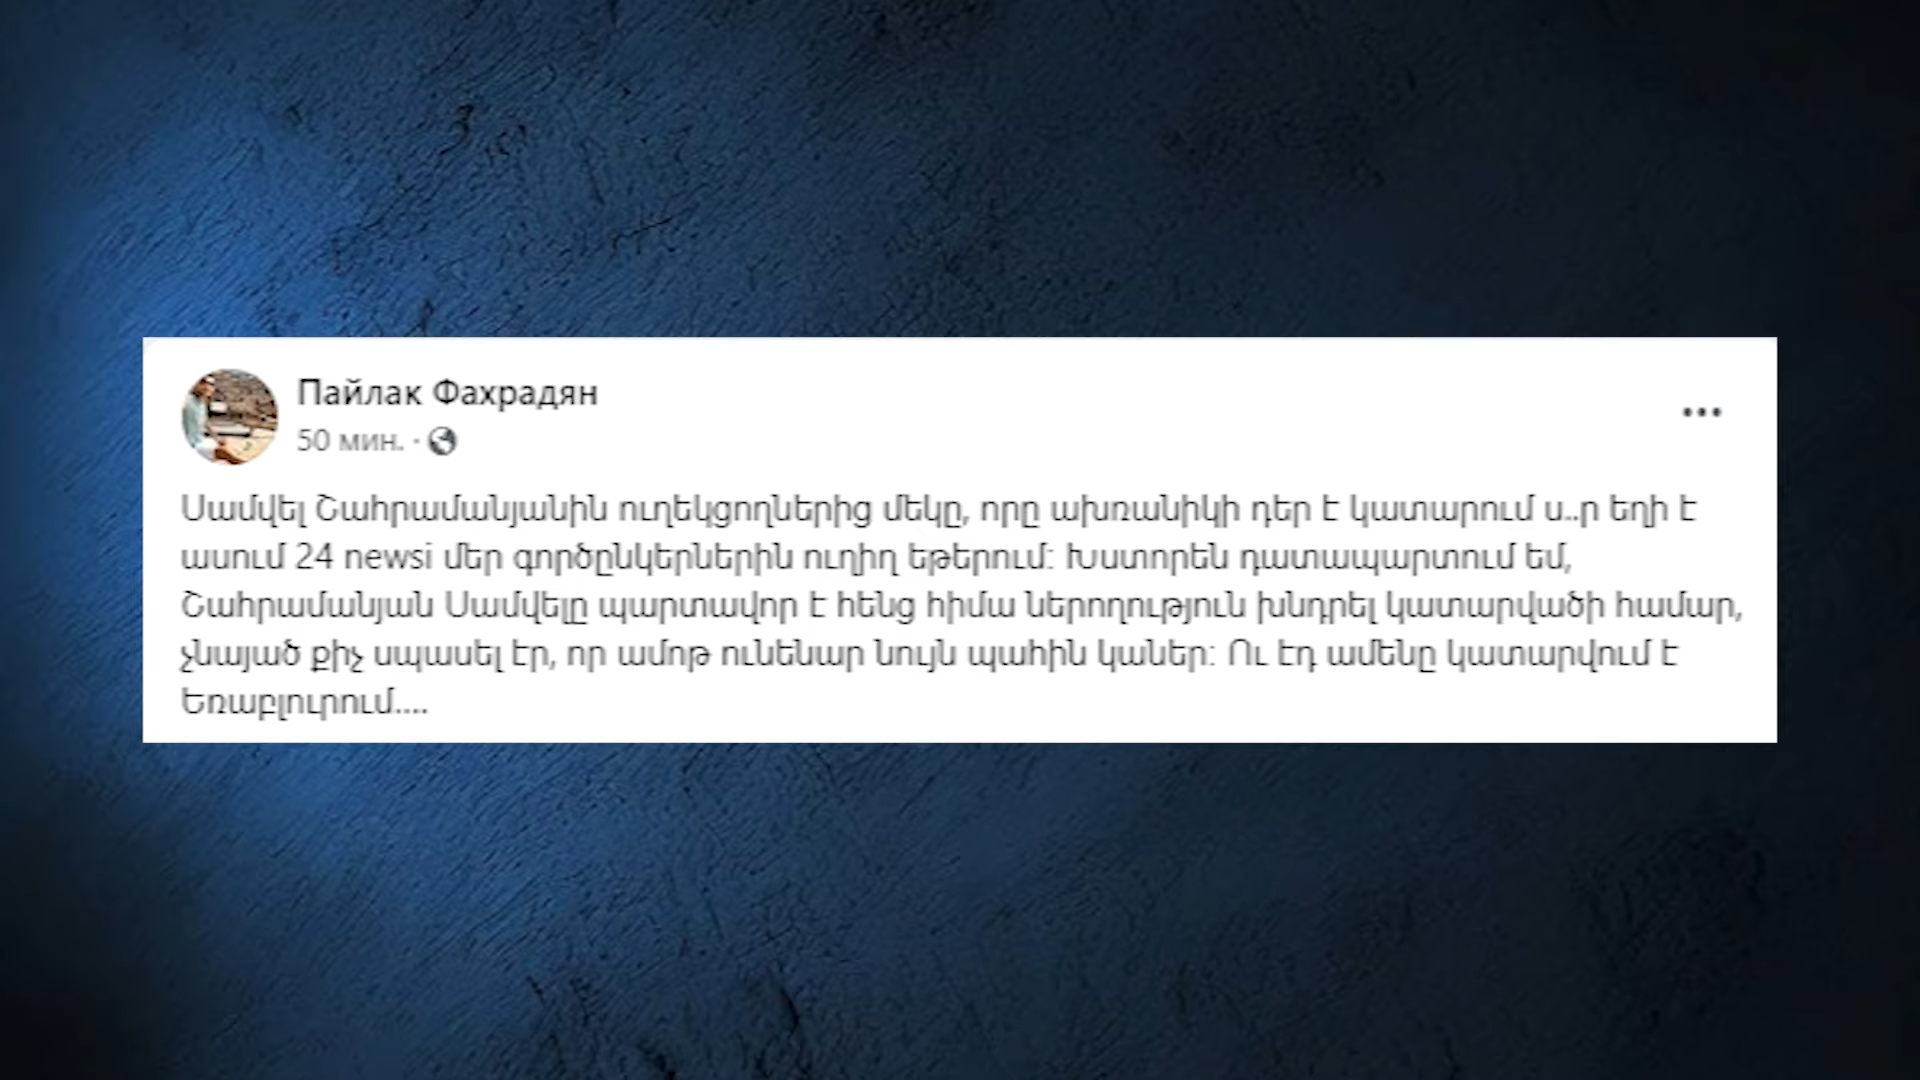 Пайлак Фахрадян
50 мин. ·
Սամվել Շահրամանյանին ուղեկցողներից մեկը, որը ախռանիկի դեր է կատարում ս..ր եղի է
ասում 24 newsi մեր գործընկերներին ուղիղ եթերում: Խստորեն դատապարտում եմ,
Շահրամանյան Սամվելը պարտավոր է հենց հիմա ներողություն խնդրել կատարվածի համար,
չնայած քիչ սպասել էր, որ ամոթ ունենար նույն պահին կաներ: Ու էդ ամենը կատարվում է
Եռաբլուրում....